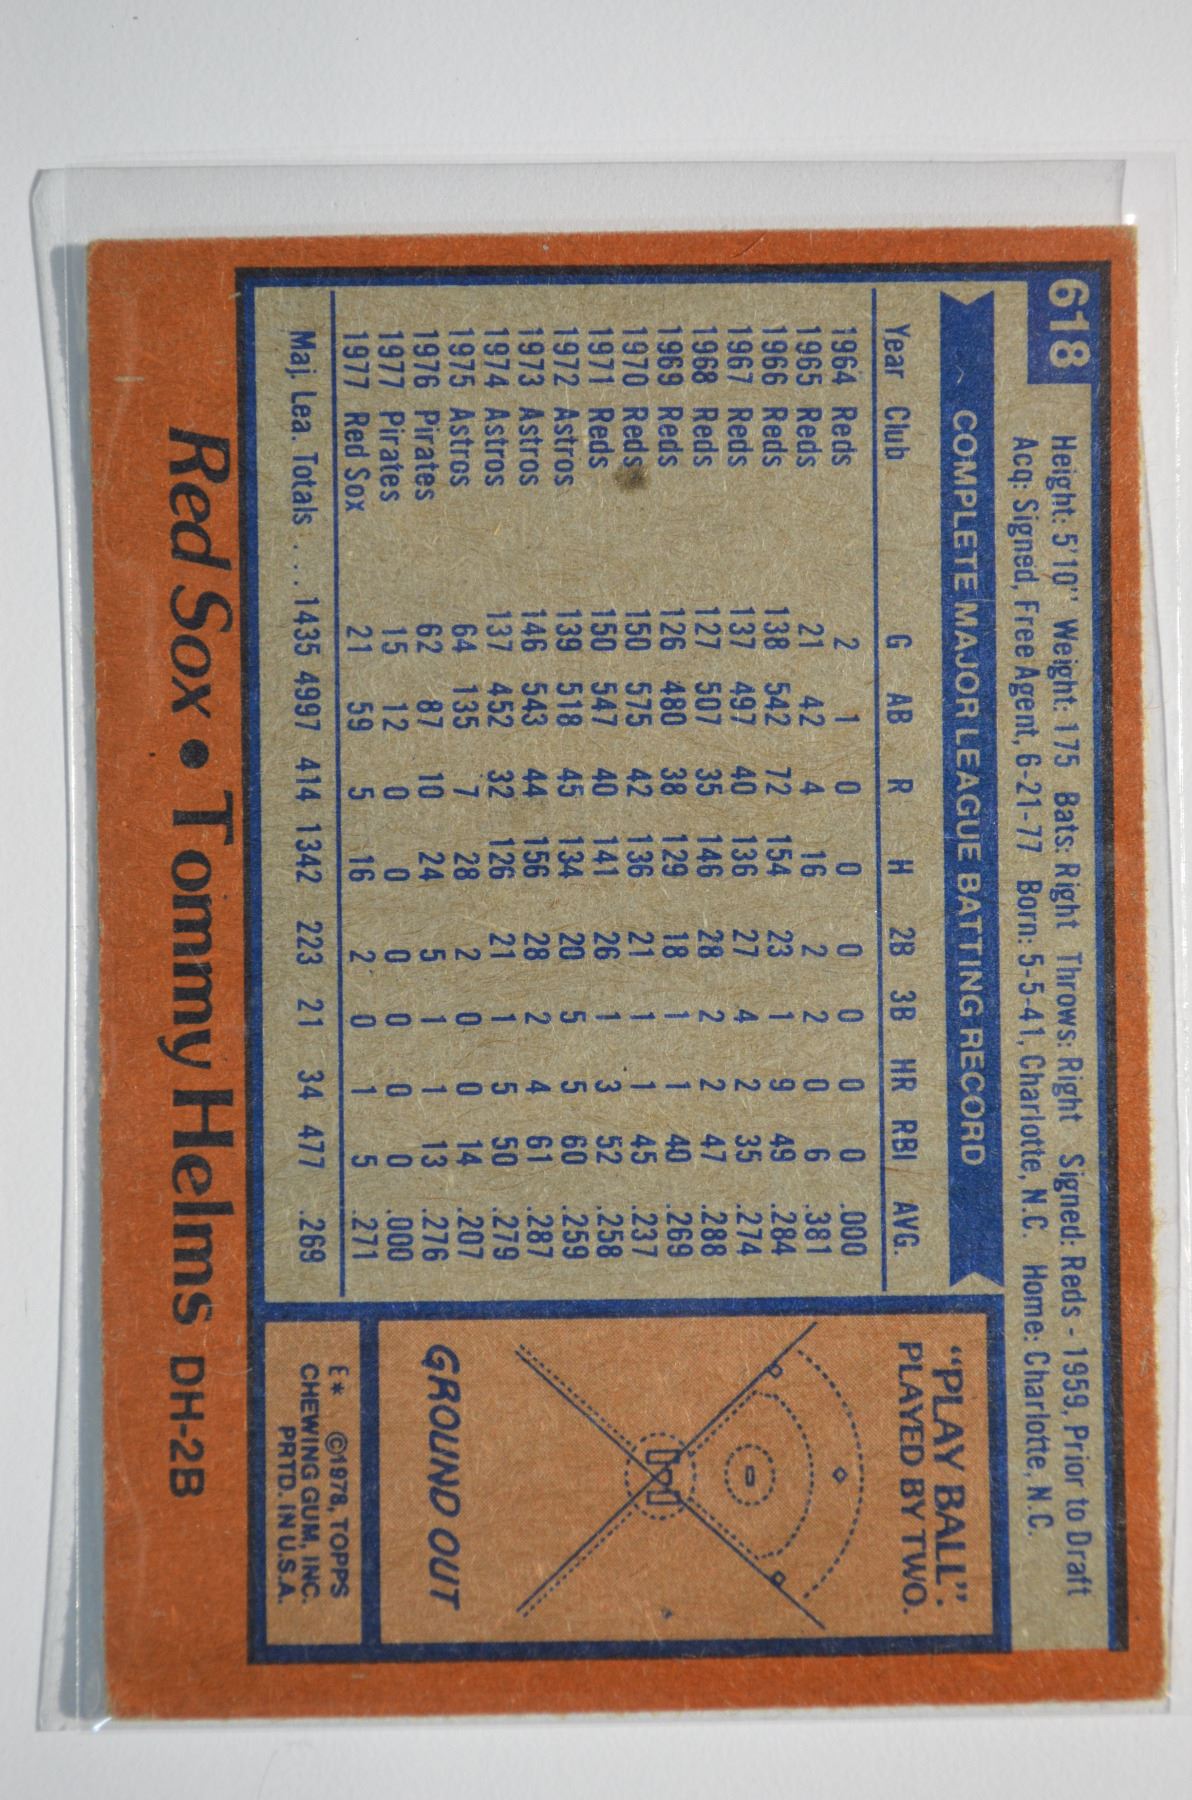 618
Height: 5'10" Weight: 175 Bats: Right Throws: Right Signed: Reds - 1959, Prior to Draft
Acq: Signed, Free Agent, 6-21-77 Born: 5-5-41, Charlotte, N.C. Home: Charlotte, N.C.
COMPLETE MAJOR LEAGUE BATTING RECORD
Year Club G AB R H 2B 3B HR RBI AVG.
1964 Reds 2 1 0 0 0 0 0 0 .000
1965 Reds 21 42 4 16 2 2 0 6 .381
1966 Reds 138 542 72 154 23 1 9 49 .284
1967 Reds 137 497 40 136 27 4 2 35 .274
1968 Reds 127 507 35 146 28 2 2 47 .288
1969 Reds 126 480 38 129 18 1 1 40 .269
1970 Reds 150 575 42 136 21 1 1 45 .237
1971 Reds 150 547 40 141 26 1 3 52 .258
1972 Astros 139 518 45 134 20 5 5 60 .259
1973 Astros 146 543 44 156 28 2 4 61 .287
1974 Astros 137 452 32 126 21 1 5 50 .279
1975 Astros 64 135 7 28 2 0 0 14 .207
1976 Pirates 62 87 10 24 5 1 1 13 .276
1977 Pirates 15 12 0 0 0 0 0 0 .000
1977 Red Sox 21 59 5 16 2 0 1 5 .271
Maj. Lea. Totals . . . 1435 4997 414 1342 223 21 34 477 .269
"PLAY BALL".
PLAYED BY TWO.
GROUND OUT
E* ©1978, TOPPS
CHEWING GUM, INC.
PRTD. IN U.S.A.
Red Sox • Tommy Helms DH-2B